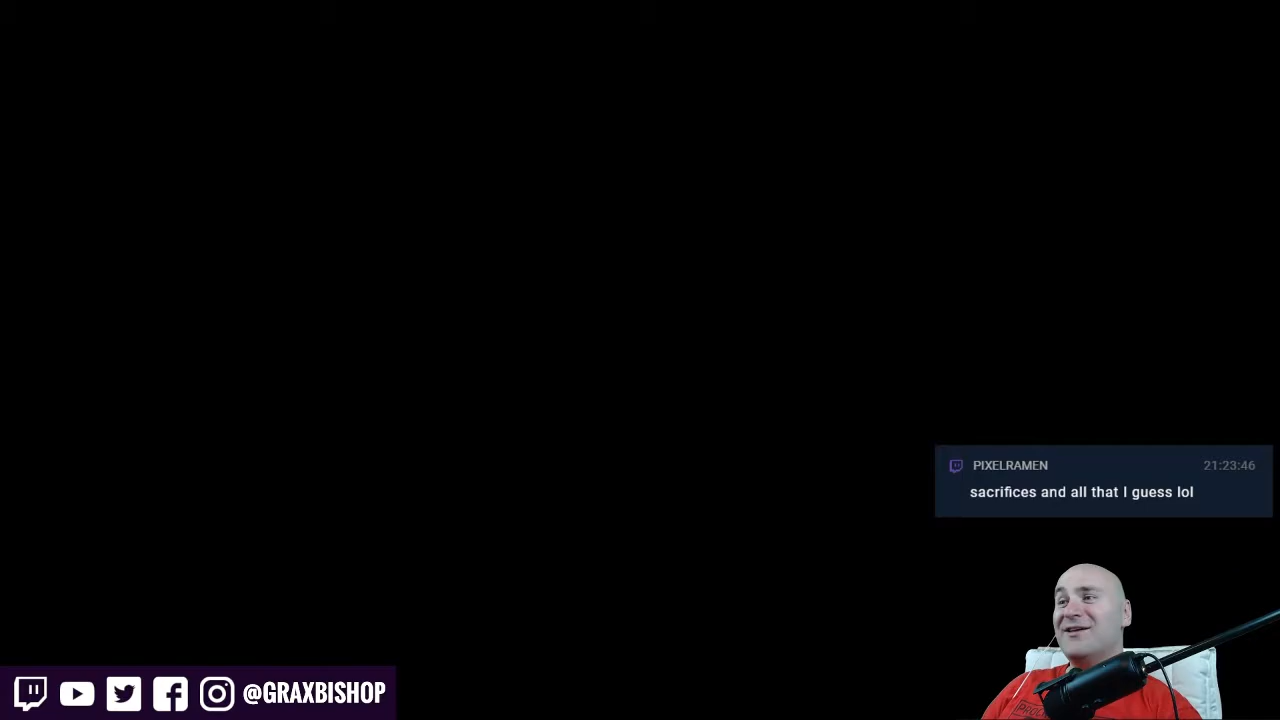 PIXELRAMEN 21:23:46
sacrifices and all that I guess lol
@GRAXBISHOP